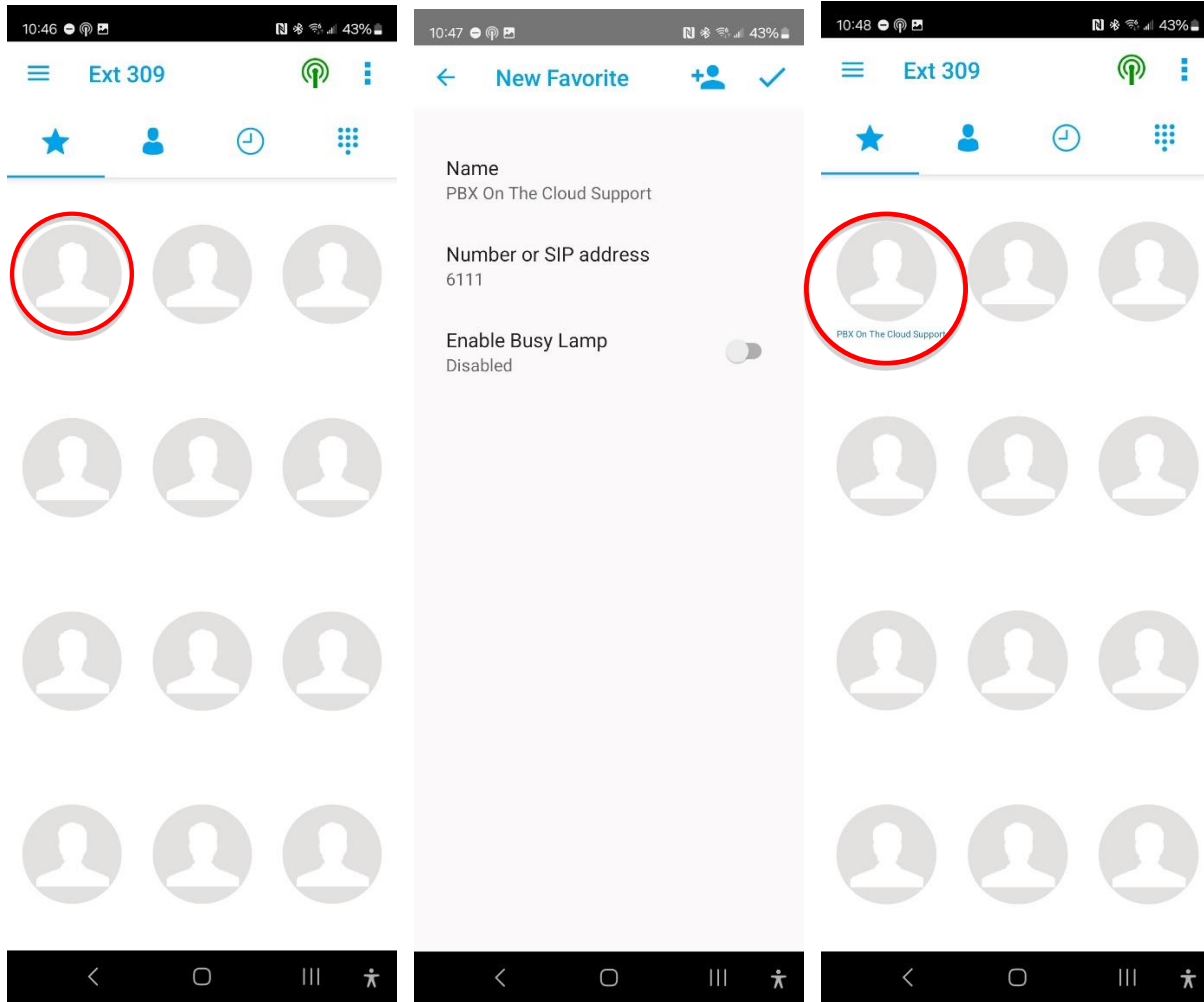 10:46
43%
Ext 309
10:47
43%
New Favorite
Name
PBX On The Cloud Support
Number or SIP address
6111
Enable Busy Lamp
Disabled
10:48
43%
Ext 309
PBX On The Cloud Support